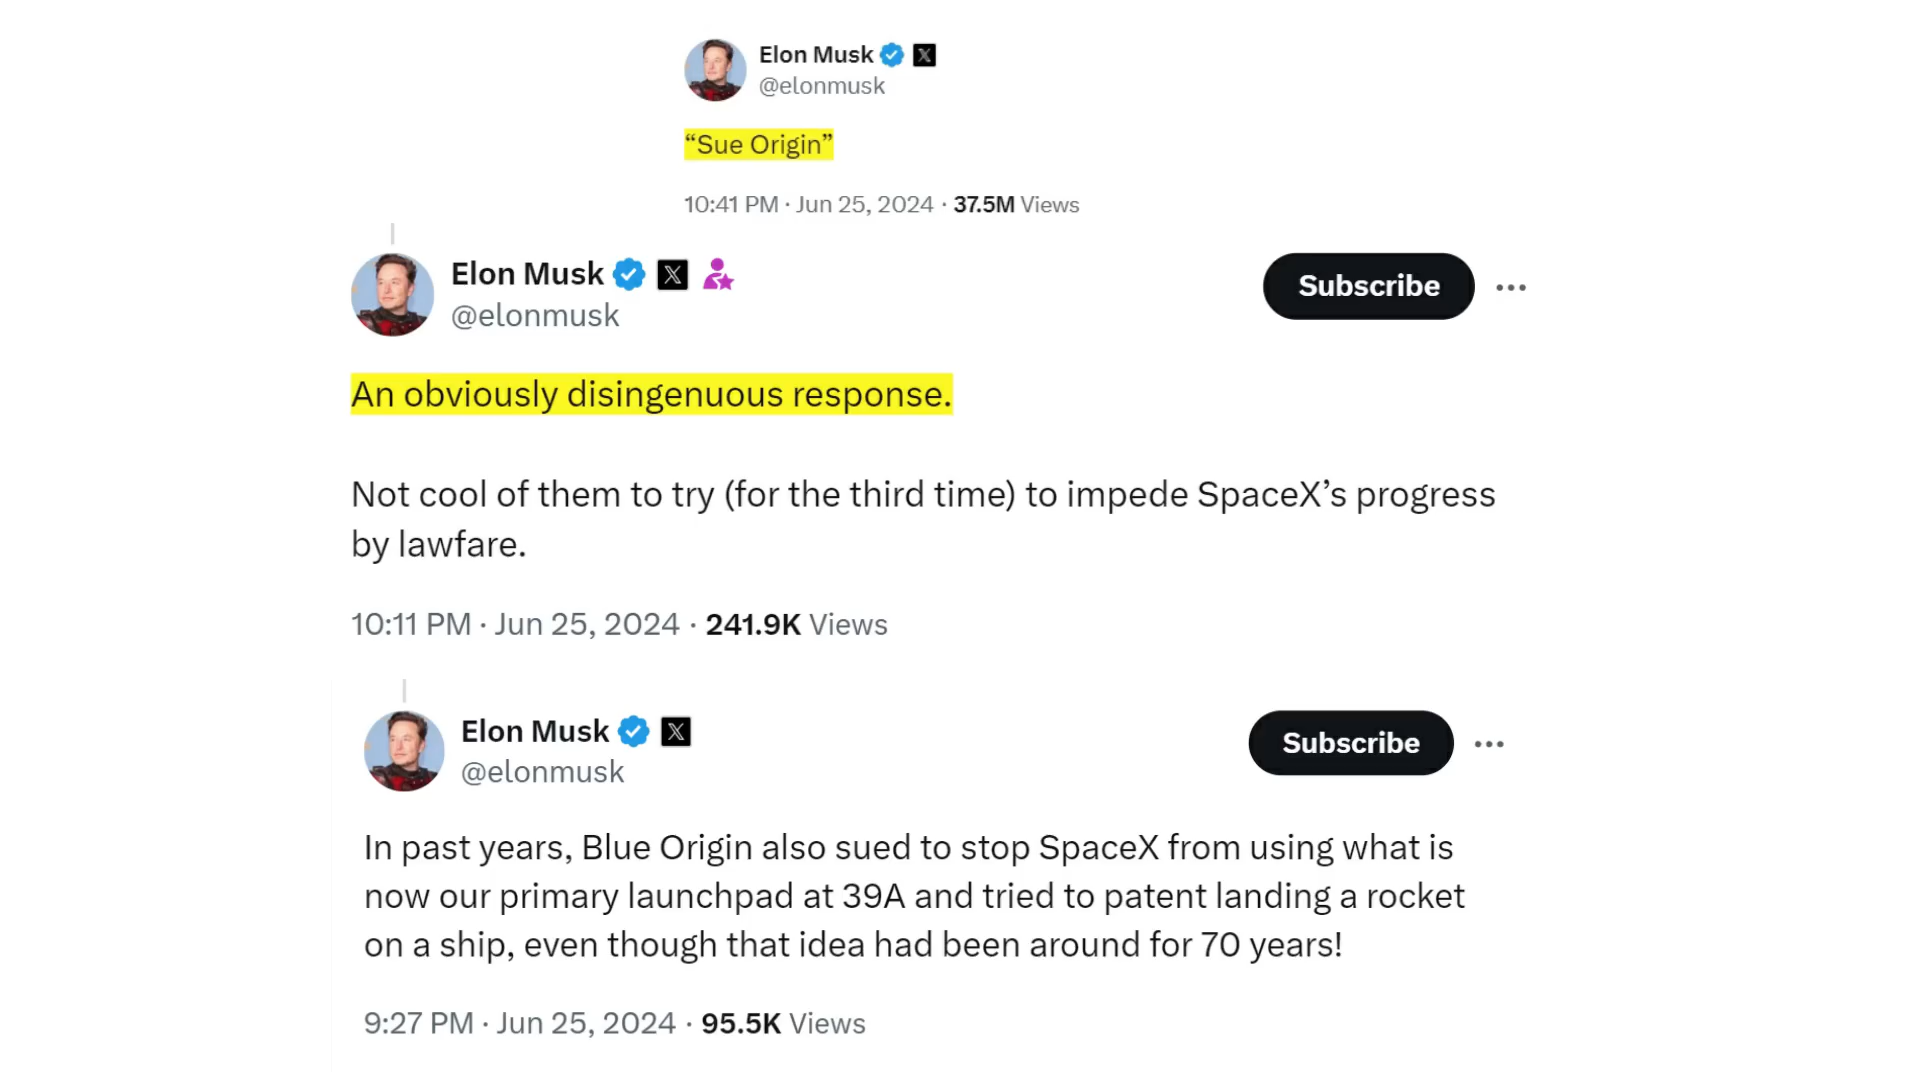 Elon Musk
@elonmusk
“Sue Origin”
10:41 PM · Jun 25, 2024 · 37.5M Views
Elon Musk
@elonmusk
Subscribe
An obviously disingenuous response.
Not cool of them to try (for the third time) to impede SpaceX’s progress
by lawfare.
10:11 PM · Jun 25, 2024 · 241.9K Views
Elon Musk
@elonmusk
Subscribe
In past years, Blue Origin also sued to stop SpaceX from using what is
now our primary launchpad at 39A and tried to patent landing a rocket
on a ship, even though that idea had been around for 70 years!
9:27 PM · Jun 25, 2024 · 95.5K Views